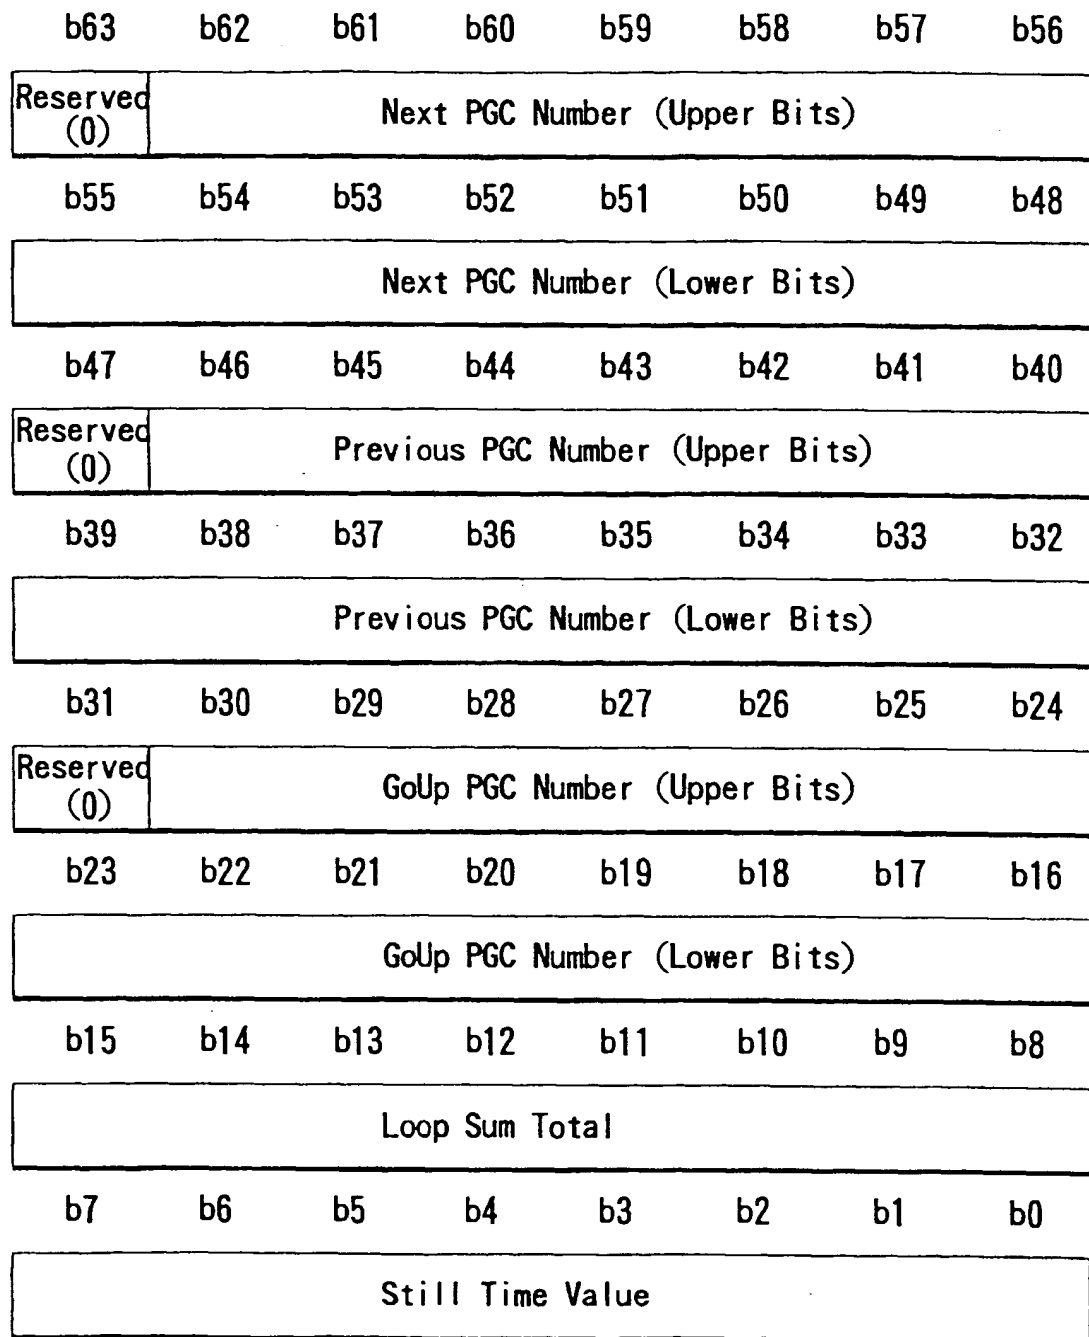 b63 b62 b61 b60 b59 b58 b57 b56
Reserved Next PGC Number (Upper Bits)
(0)
b55 b54 b53 b52 b51 b50 b49 b48
Next PGC Number (Lower Bits)
b47 b46 b45 b44 b43 b42 b41 b40
Reserved Previous PGC Number (Upper Bits)
(0)
b39 b38 b37 b36 b35 b34 b33 b32
Previous PGC Number (Lower Bits)
b31 b30 b29 b28 b27 b26 b25 b24
Reserved GoUp PGC Number (Upper Bits)
(0)
b23 b22 b21 b20 b19 b18 b17 b16
GoUp PGC Number (Lower Bits)
b15 b14 b13 b12 b11 b10 b9 b8
Loop Sum Total
b7 b6 b5 b4 b3 b2 b1 b0
Still Time Value